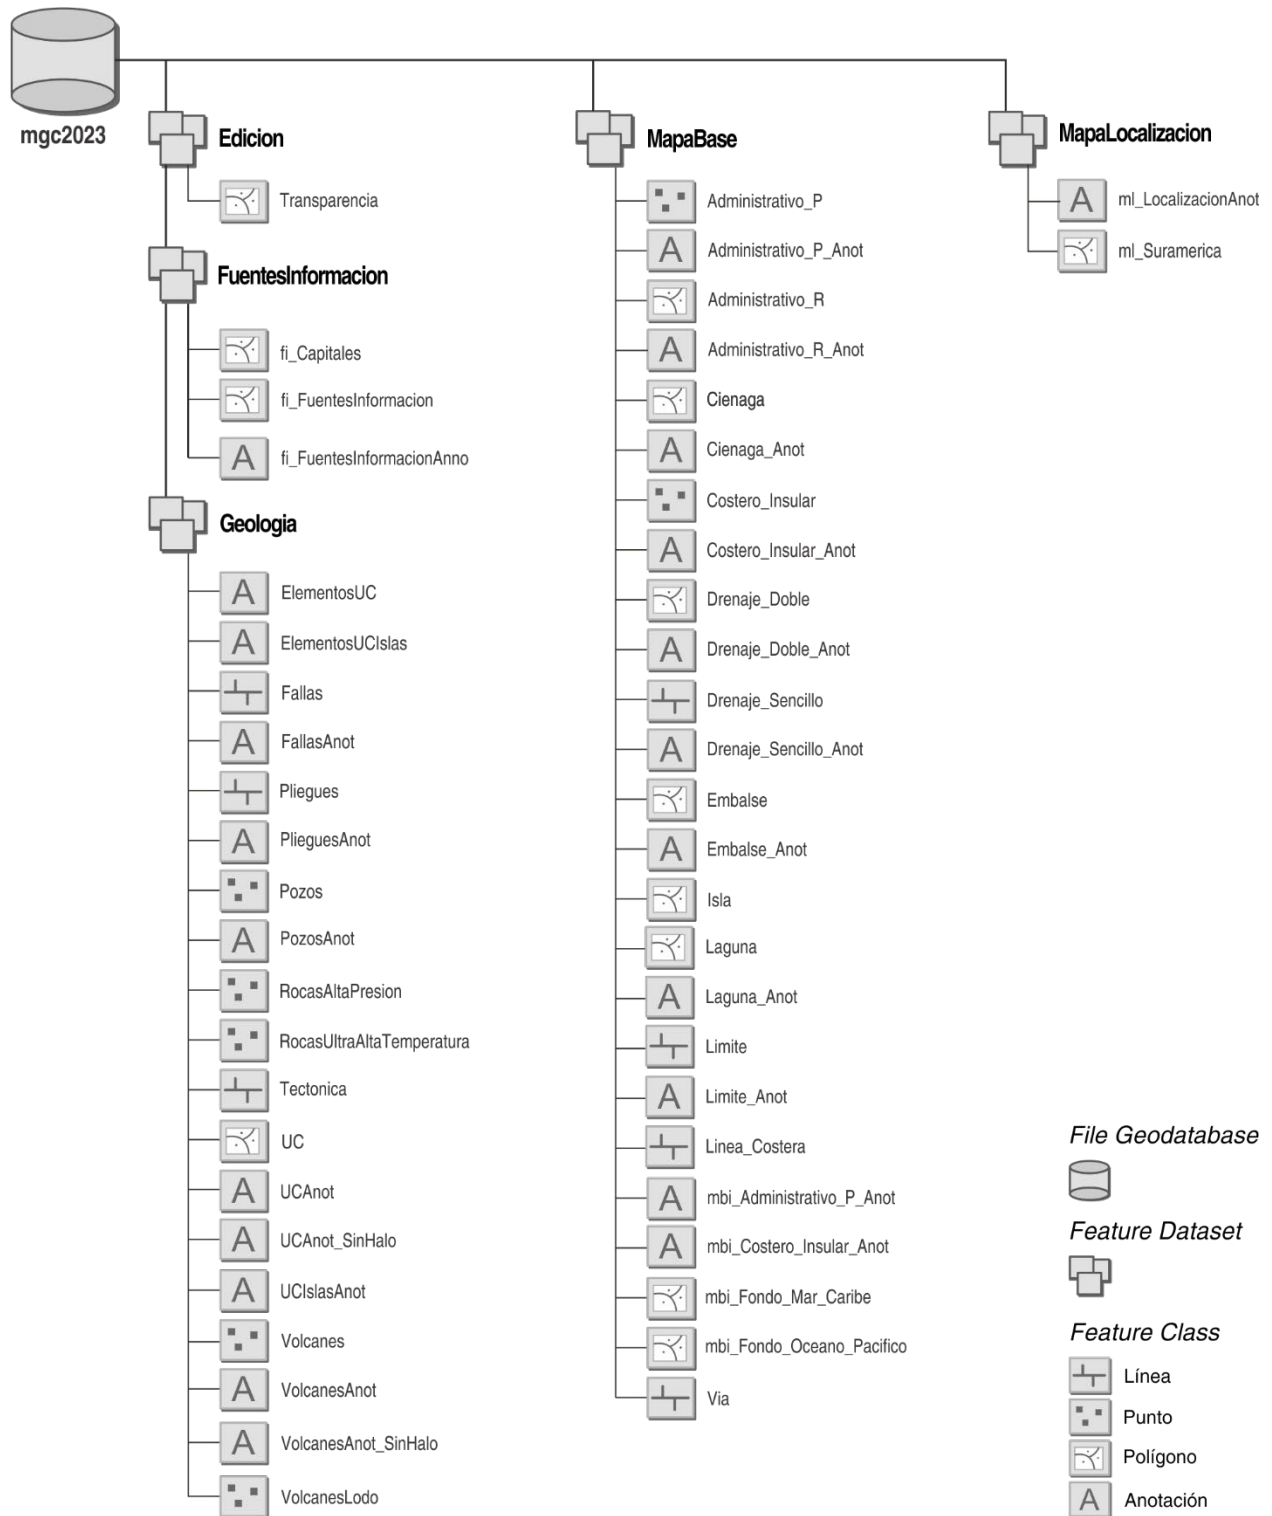 mgc2023
Edicion
Transparencia
FuentesInformacion
fi_Capitales
fi_FuentesInformacion
fi_FuentesInformacionAnno
Geologia
ElementosUC
ElementosUCIslas
Fallas
FallasAnot
Pliegues
PlieguesAnot
Pozos
PozosAnot
RocasAltaPresion
RocasUltraAltaTemperatura
Tectonica
UC
UCAnot
UCAnot_SinHalo
UCIslasAnot
Volcanes
VolcanesAnot
VolcanesAnot_SinHalo
VolcanesLodo
MapaBase
Administrativo_P
Administrativo_P_Anot
Administrativo_R
Administrativo_R_Anot
Cienaga
Cienaga_Anot
Costero_Insular
Costero_Insular_Anot
Drenaje_Doble
Drenaje_Doble_Anot
Drenaje_Sencillo
Drenaje_Sencillo_Anot
Embalse
Embalse_Anot
Isla
Laguna
Laguna_Anot
Limite
Limite_Anot
Linea_Costera
mbi_Administrativo_P_Anot
mbi_Costero_Insular_Anot
mbi_Fondo_Mar_Caribe
mbi_Fondo_Oceano_Pacifico
Via
MapaLocalizacion
ml_LocalizacionAnot
ml_Suramerica
File Geodatabase
Feature Dataset
Feature Class
Línea
Punto
Polígono
A Anotación